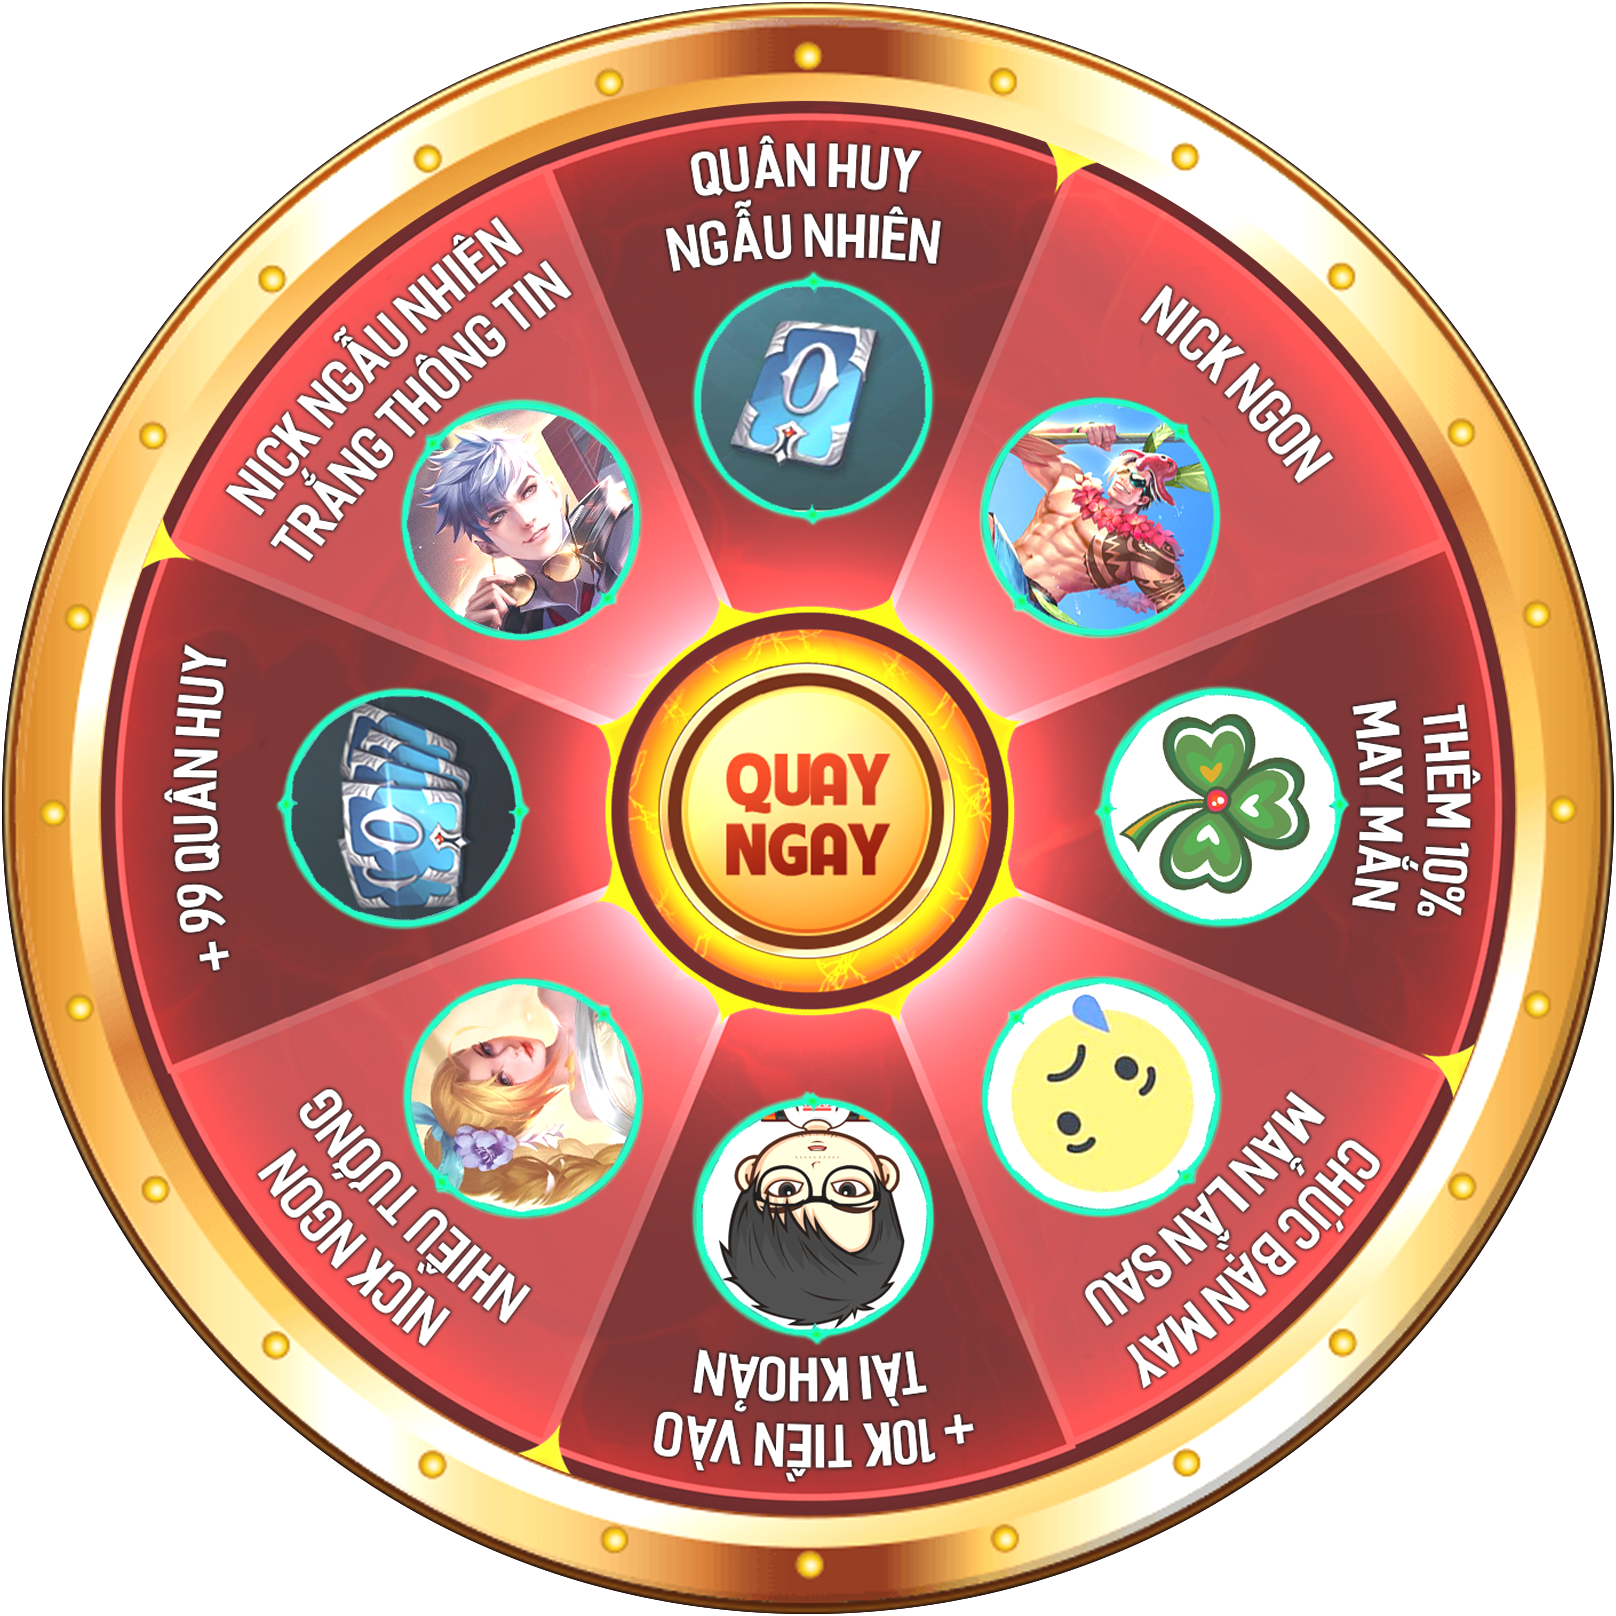 QUÂN HUY
NGẪU NHIÊN
NICK NGON
THÊM 10%
MAY MẮN
CHÚC BẠN MAY
MẮN LẦN SAU
+ 10K TIỀN VÀO
TÀI KHOẢN
NICK NGON
NHIỀU TƯỚNG
+ 99 QUÂN HUY
NICK NGẪU NHIÊN
TRẮNG THÔNG TIN
QUAY
NGAY